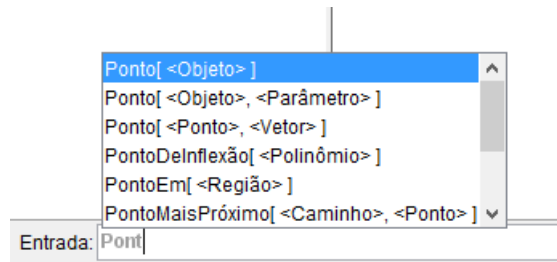 Ponto[ <Objeto> ]
Ponto[ <Objeto>, <Parâmetro> ]
Ponto[ <Ponto>, <Vetor> ]
PontoDeInflexão[ <Polinômio> ]
PontoEm[ <Região> ]
PontoMaisPróximo[ <Caminho>, <Ponto> ]
Entrada: Pont